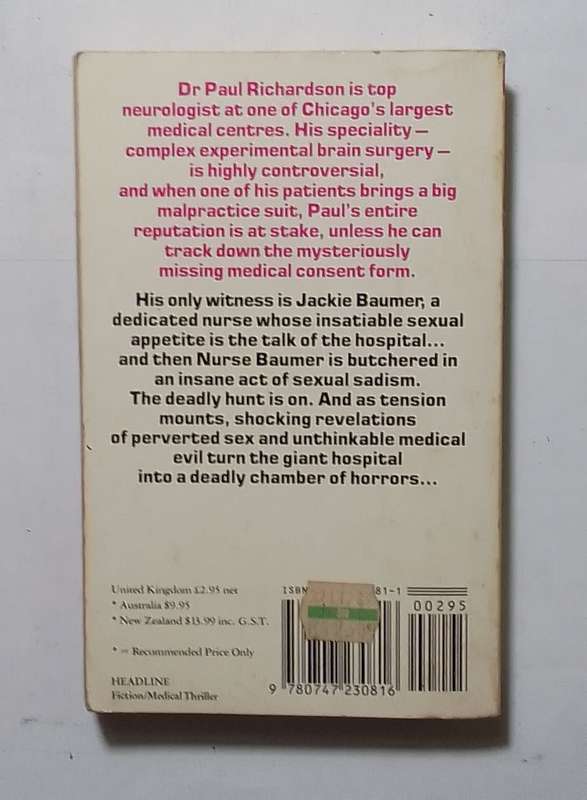 Dr Paul Richardson is top
neurologist at one of Chicago's largest
medical centres. His speciality —
complex experimental brain surgery —
is highly controversial,
and when one of his patients brings a big
malpractice suit, Paul's entire
reputation is at stake, unless he can
track down the mysteriously
missing medical consent form.
His only witness is Jackie Baumer, a
dedicated nurse whose insatiable sexual
appetite is the talk of the hospital...
and then Nurse Baumer is butchered in
an insane act of sexual sadism.
The deadly hunt is on. And as tension
mounts, shocking revelations
of perverted sex and unthinkable medical
evil turn the giant hospital
into a deadly chamber of horrors...
United Kingdom £2.95 net
* Australia $9.95
* New Zealand $13.99 inc. G.S.T.
* = Recommended Price Only
HEADLINE
Fiction/Medical Thriller
ISBN 81-1
00295
9 780747 230816